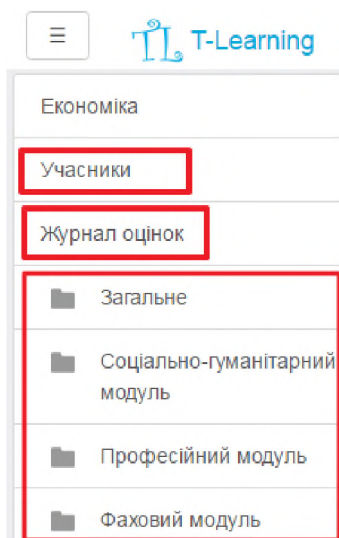 T-Learning
Економіка
Учасники
Журнал оцінок
Загальне
Соціально-гуманітарний
модуль
Професійний модуль
Фаховий модуль